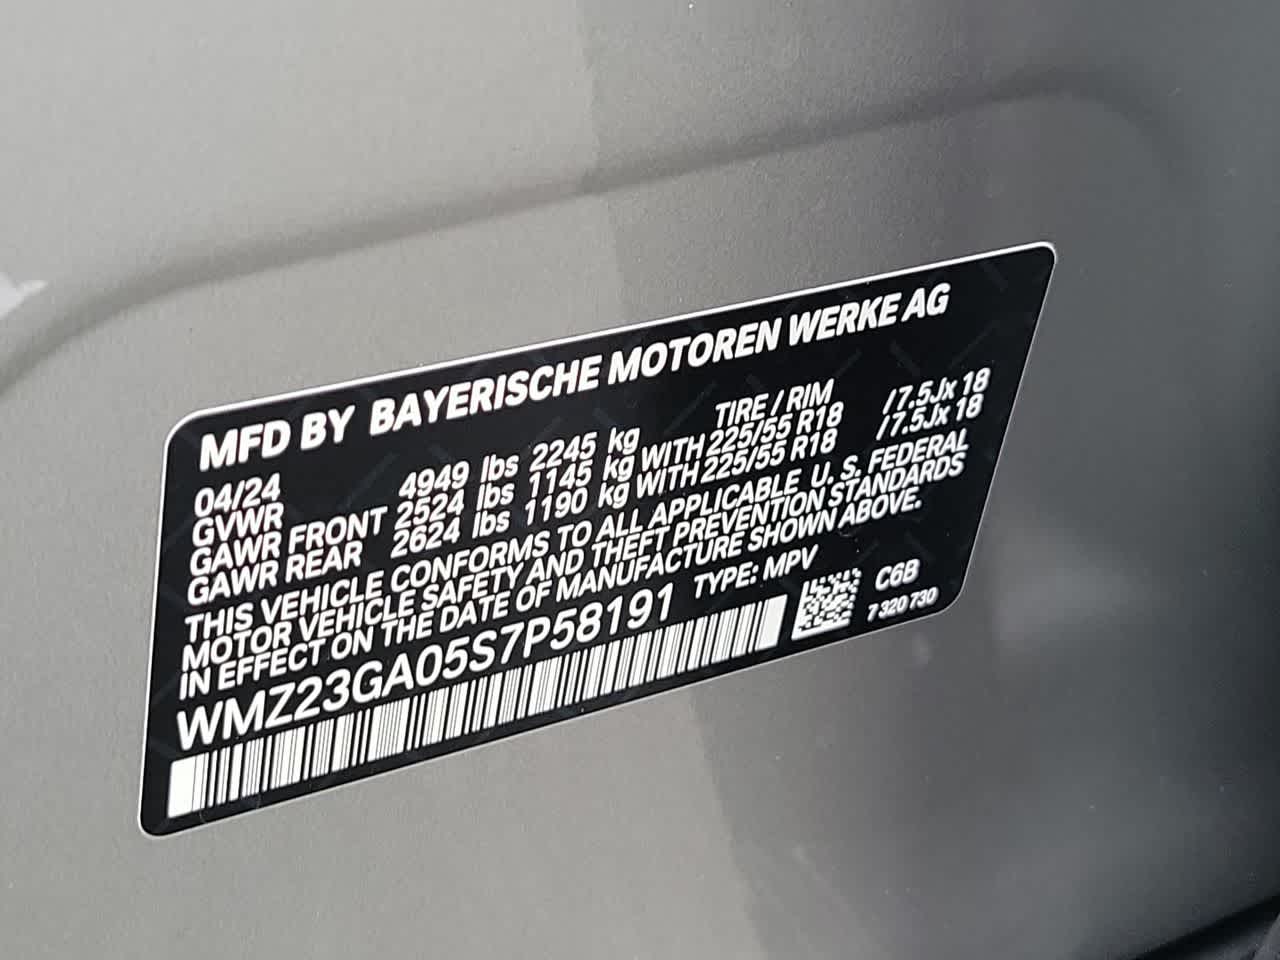 MFD BY BAYERISCHE MOTOREN WERKE AG
04/24 TIRE / RIM
GVWR 4949 lbs 2245 kg
GAWR FRONT 2524 lbs 1145 kg WITH 225/55 R18 / 7.5Jx 18
GAWR REAR 2624 lbs 1190 kg WITH 225/55 R18 / 7.5Jx 18
THIS VEHICLE CONFORMS TO ALL APPLICABLE U. S. FEDERAL
MOTOR VEHICLE SAFETY AND THEFT PREVENTION STANDARDS
IN EFFECT ON THE DATE OF MANUFACTURE SHOWN ABOVE.
WMZ23GA05S7P58191 TYPE: MPV
C6B
7 320 730